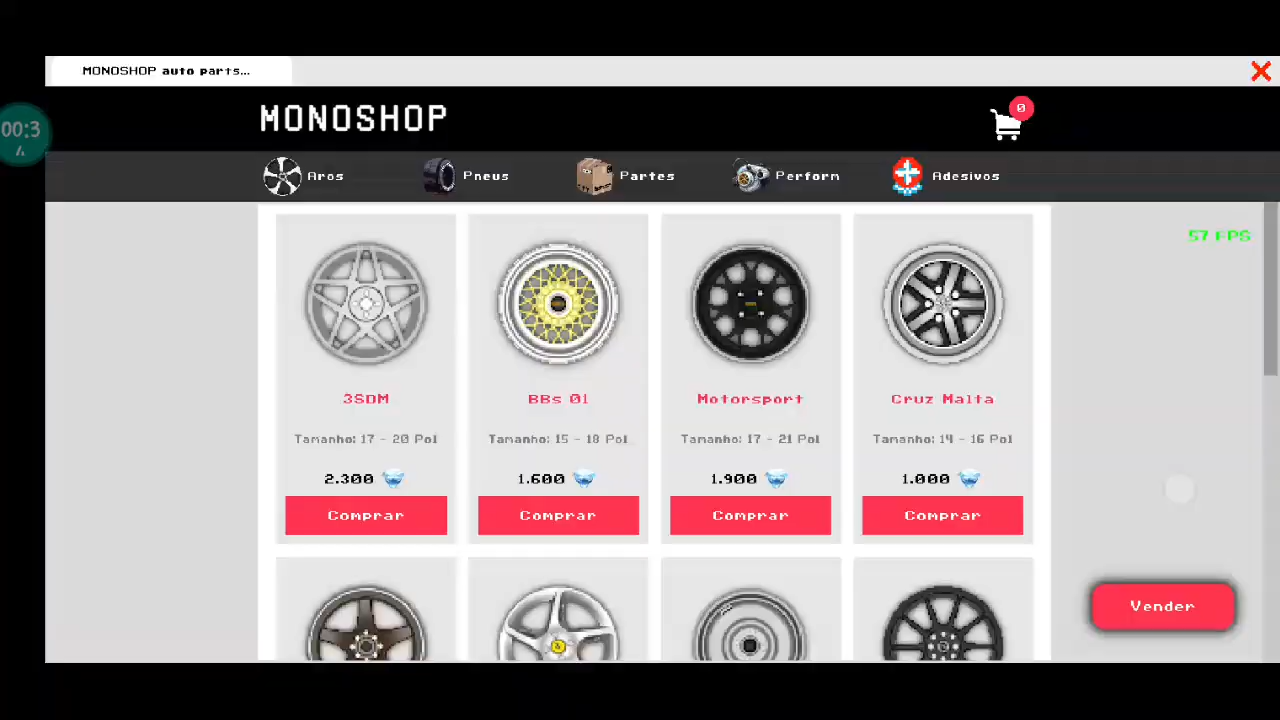 MONOSHOP auto parts...
MONOSHOP
0
00:3
Aros Pneus Partes Perforn Adesivos
57 FPS
3SDM BBs 01 Motorsport Cruz Malta
Tamanho: 17 - 20 Pol Tamanho: 15 - 18 Pol Tamanho: 17 - 21 Pol Tamanho: 14 - 16 Pol
2.300 1.600 1.900 1.000
Comprar Comprar Comprar Comprar
Vender